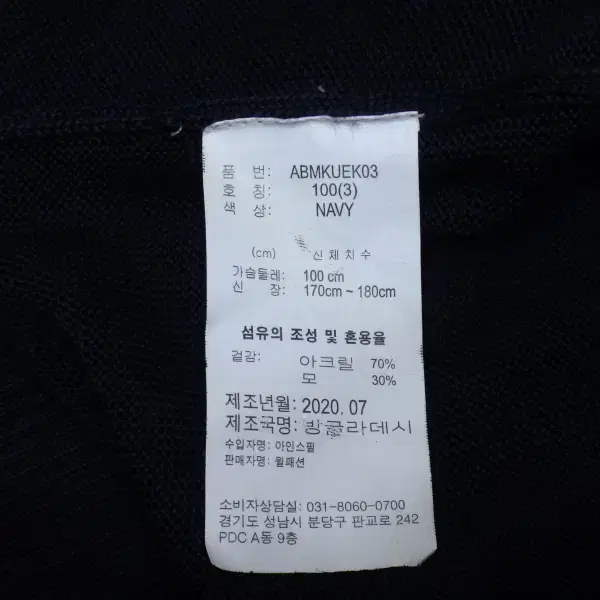 품 번: ABMKUEK03
호 칭: 100(3)
색 상: NAVY
(cm) 신체치수
가슴둘레: 100 cm
신 장: 170cm ~ 180cm
섬유의 조성 및 혼용율
겉감: 아크릴 70%
모 30%
제조년월: 2020. 07
제조국명: 방글라데시
수입자명: 아인스필
판매자명: 월패션
소비자상담실: 031-8060-0700
경기도 성남시 분당구 판교로 242
PDC A동 9층